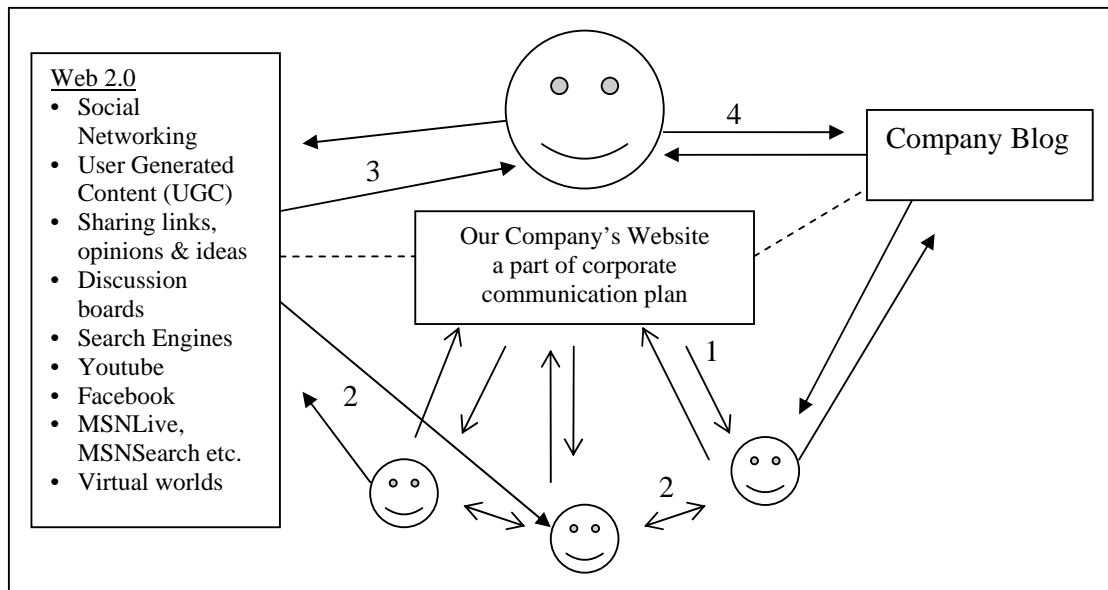 Web 2.0
• Social
Networking
• User Generated
Content (UGC)
• Sharing links,
opinions & ideas
• Discussion
boards
• Search Engines
• Youtube
• Facebook
• MSNLive,
MSNSearch etc.
• Virtual worlds
3
4
Company Blog
Our Company's Website
a part of corporate
communication plan
1
2
2